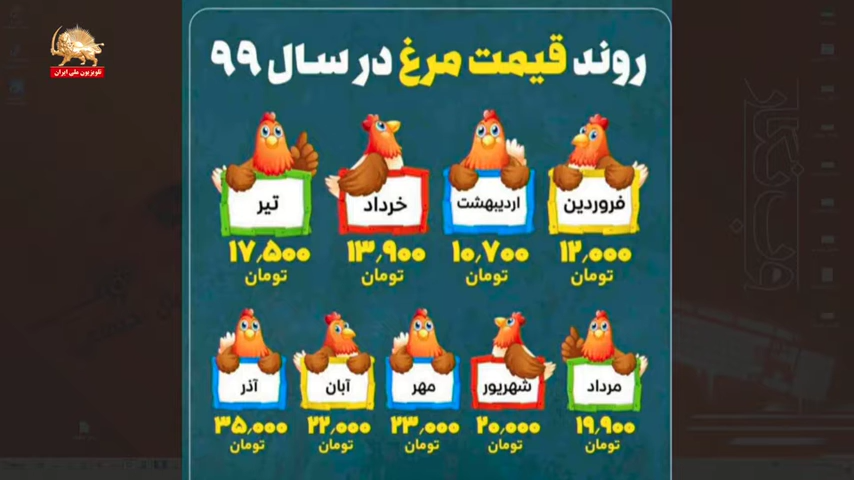 تلویزیون ملی ایران
روند قیمت مرغ در سال ۹۹
فروردین
۱۲٫۰۰۰
تومان
اردیبهشت
۱۰٫۷۰۰
تومان
خرداد
۱۳٫۹۰۰
تومان
تیر
۱۷٫۵۰۰
تومان
مرداد
۱۹٫۹۰۰
تومان
شهریور
۲۰٫۰۰۰
تومان
مهر
۲۳٫۰۰۰
تومان
آبان
۲۲٫۰۰۰
تومان
آذر
۳۵٫۰۰۰
تومان